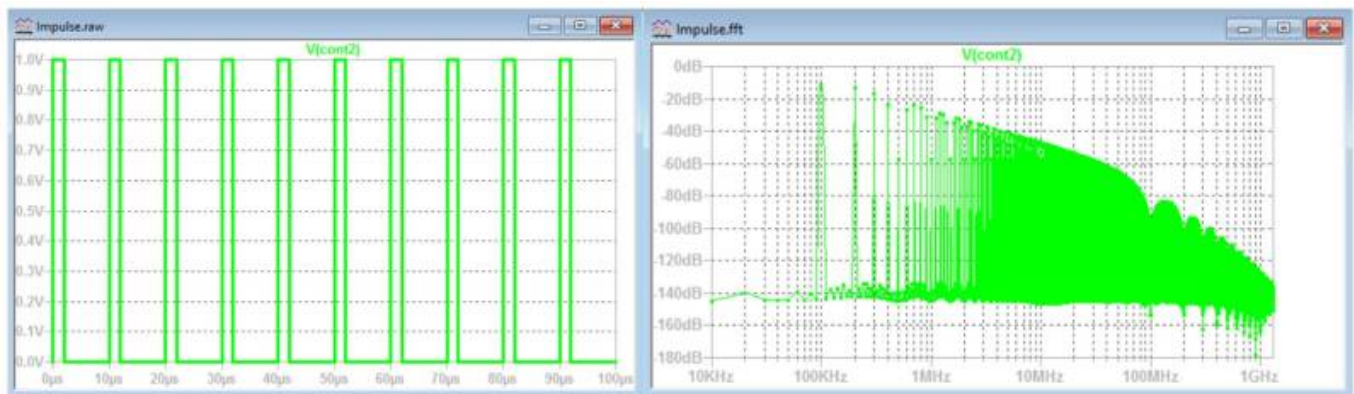 Impulse.raw
V(cont2)
1.0V
0.9V
0.8V
0.7V
0.6V
0.5V
0.4V
0.3V
0.2V
0.1V
0.0V
0µs 10µs 20µs 30µs 40µs 50µs 60µs 70µs 80µs 90µs 100µs
Impulse.fft
V(cont2)
0dB
-20dB
-40dB
-60dB
-80dB
-100dB
-120dB
-140dB
-160dB
-180dB
10KHz 100KHz 1MHz 10MHz 100MHz 1GHz